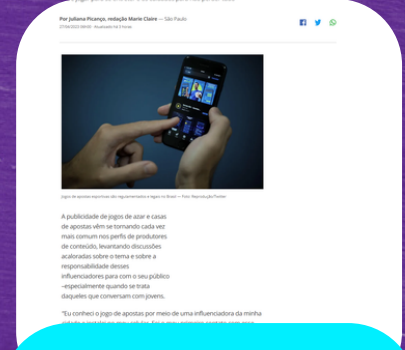 Por Juliana Picanço, redação Marie Claire — São Paulo
A publicidade de jogos de azar e casas
de apostas vêm se tornando cada vez
mais comum nos perfis de produtores
de conteúdo, levantando discussões
acaloradas sobre o tema e sobre a
responsabilidade desses
influenciadores para com o seu público
–especialmente quando se trata
daqueles que conversam com jovens.
"Eu conheci o jogo de apostas por meio de uma influenciadora da minha